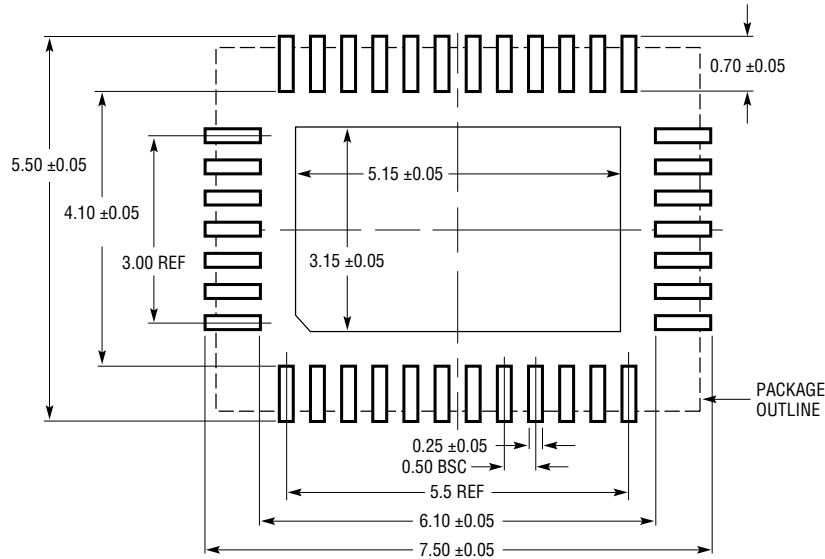 0.70 ±0.05
5.50 ±0.05
5.15 ±0.05
4.10 ±0.05
3.00 REF
3.15 ±0.05
PACKAGE
OUTLINE
0.25 ±0.05
0.50 BSC
5.5 REF
6.10 ±0.05
7.50 ±0.05